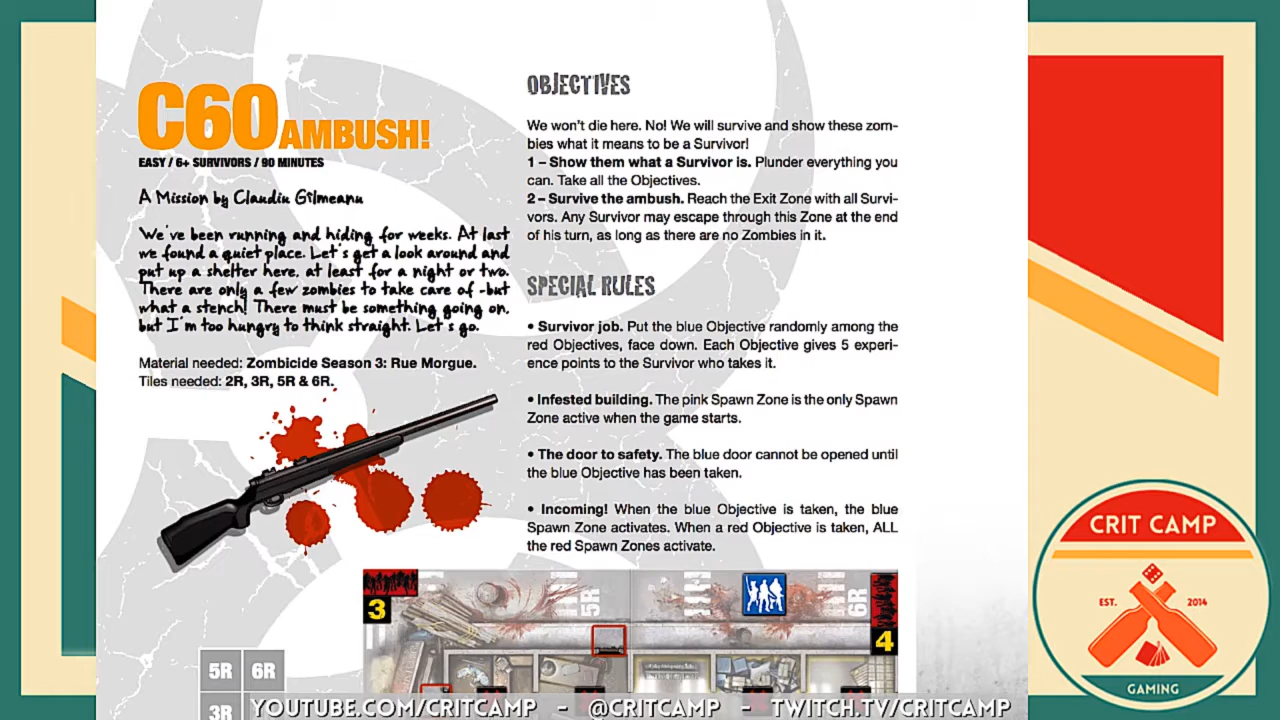 C60 AMBUSH!
EASY / 6+ SURVIVORS / 90 MINUTES
A Mission by Claudiu Gilmeanu
We've been running and hiding for weeks. At last
we found a quiet place. Let's get a look around and
put up a shelter here, at least for a night or two.
There are only a few zombies to take care of -but
what a stench! There must be something going on,
but I'm too hungry to think straight. Let's go.
Material needed: Zombicide Season 3: Rue Morgue.
Tiles needed: 2R, 3R, 5R & 6R.
5R 6R
3R
OBJECTIVES
We won't die here. No! We will survive and show these zom-
bies what it means to be a Survivor!
1 – Show them what a Survivor is. Plunder everything you
can. Take all the Objectives.
2 – Survive the ambush. Reach the Exit Zone with all Survi-
vors. Any Survivor may escape through this Zone at the end
of his turn, as long as there are no Zombies in it.
SPECIAL RULES
• Survivor job. Put the blue Objective randomly among the
red Objectives, face down. Each Objective gives 5 experi-
ence points to the Survivor who takes it.
• Infested building. The pink Spawn Zone is the only Spawn
Zone active when the game starts.
• The door to safety. The blue door cannot be opened until
the blue Objective has been taken.
• Incoming! When the blue Objective is taken, the blue
Spawn Zone activates. When a red Objective is taken, ALL
the red Spawn Zones activate.
3
5R
6R
4
CRIT CAMP
EST. 2014
GAMING
YOUTUBE.COM/CRITCAMP - @CRITCAMP - TWITCH.TV/CRITCAMP